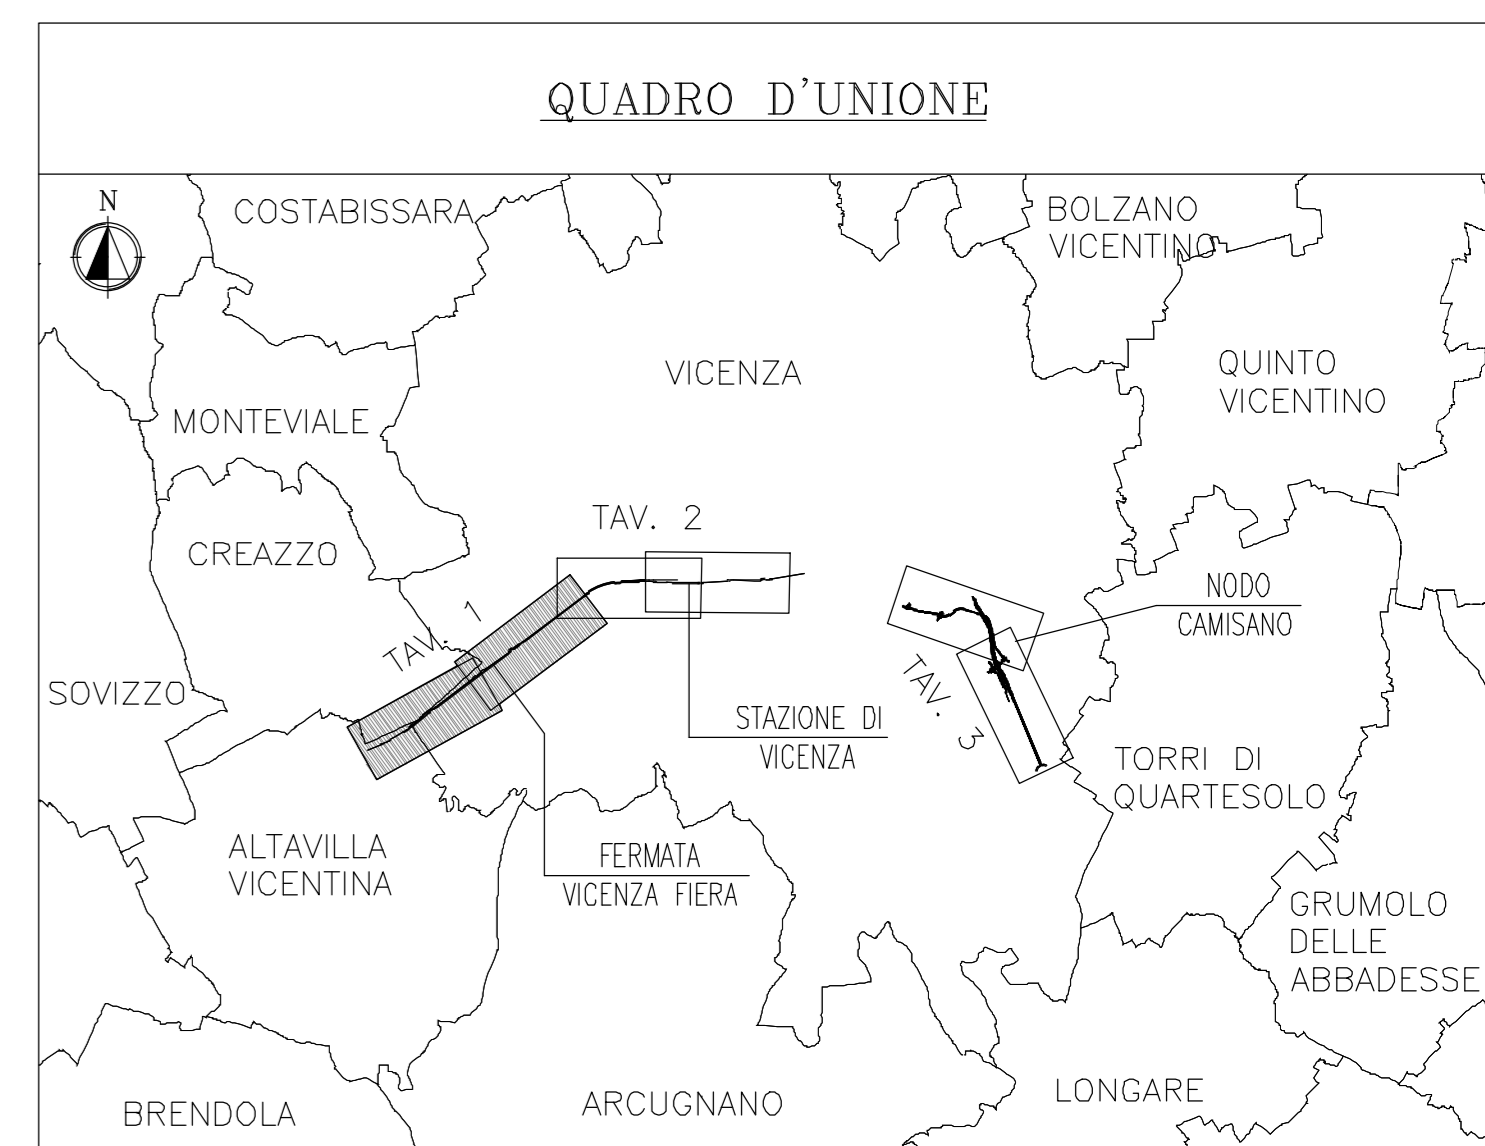 QUADRO D'UNIONE
N
COSTABISSARA
BOLZANO
VICENTINO
VICENZA
QUINTO
VICENTINO
MONTEVIALE
TAV. 2
CREAZZO
NODO
CAMISANO
TAV. 1
SOVIZZO
TAV. 3
STAZIONE DI
VICENZA
TORRI DI
QUARTESOLO
ALTAVILLA
VICENTINA
FERMATA
VICENZA FIERA
GRUMOLO
DELLE
ABBADESSE
BRENDOLA
ARCUGNANO
LONGARE